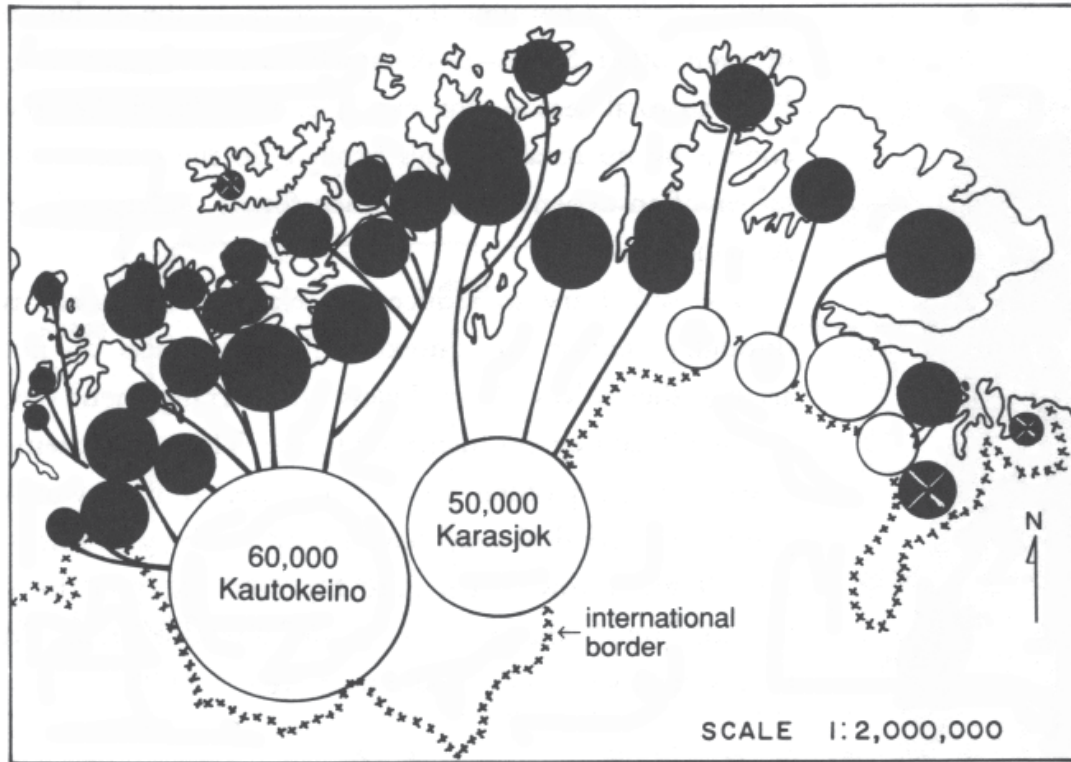 60,000
Kautokeino
50,000
Karasjok
← international
border
N
SCALE 1:2,000,000